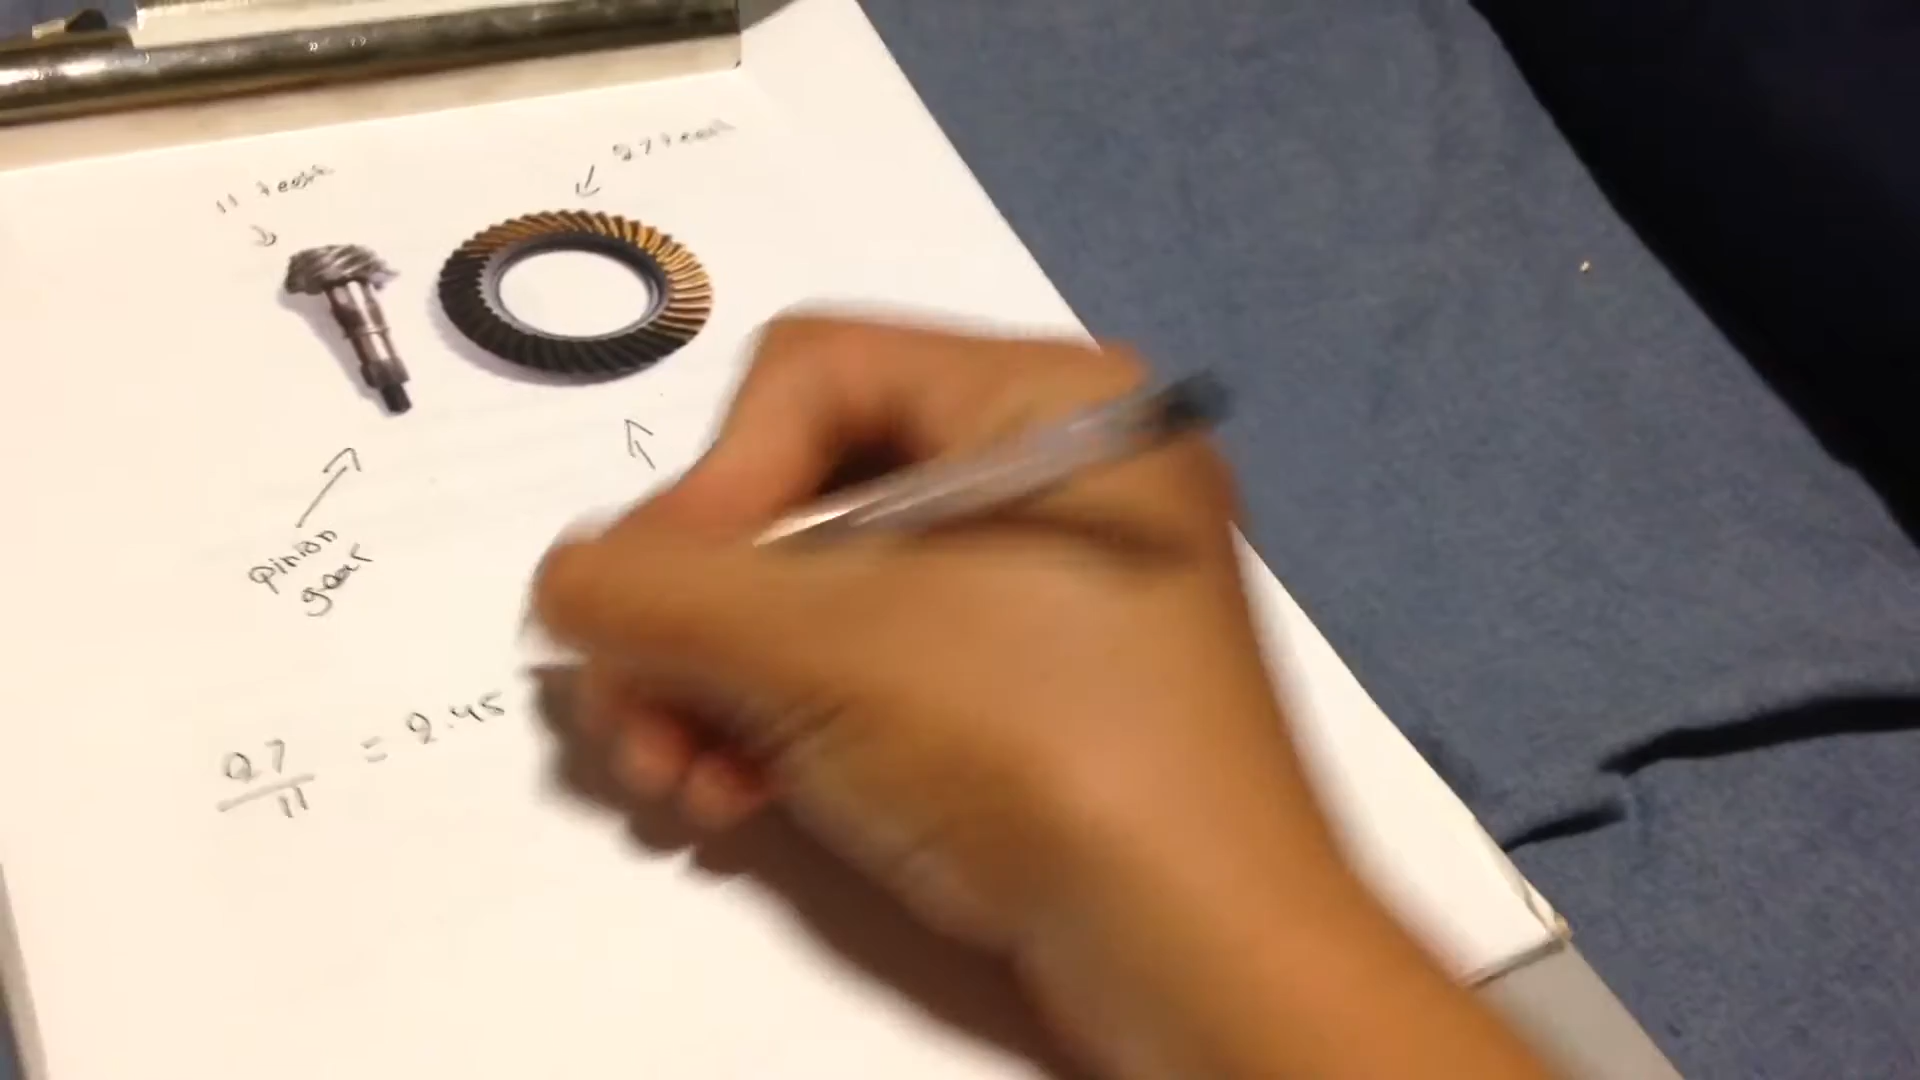 11 teeth
27 teeth
pinion
gear
27
11
= 2.45